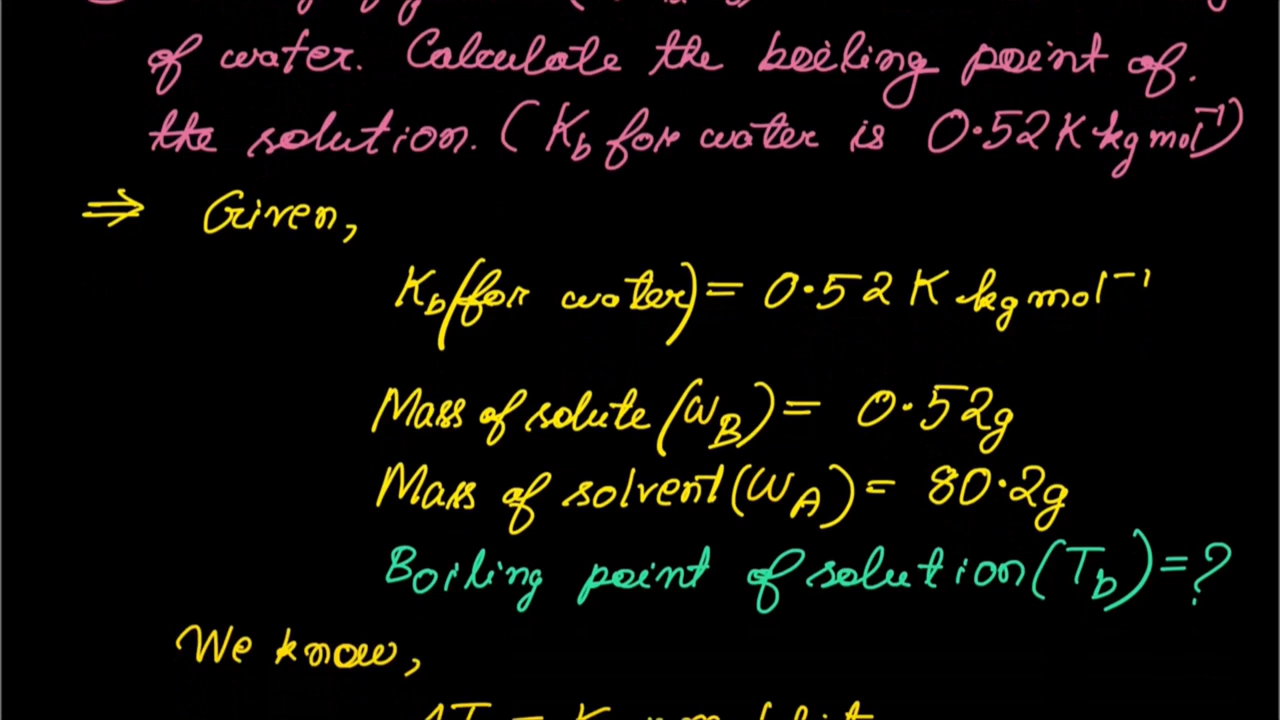 of water. Calculate the boiling point of.
the solution. (Kb for water is 0.52 K kg mol⁻¹)
⇒ Given,
Kb(for water) = 0.52 K kg mol⁻¹
Mass of solute (WB) = 0.52g
Mass of solvent (WA) = 80.2g
Boiling point of solution (Tb) = ?
We know,